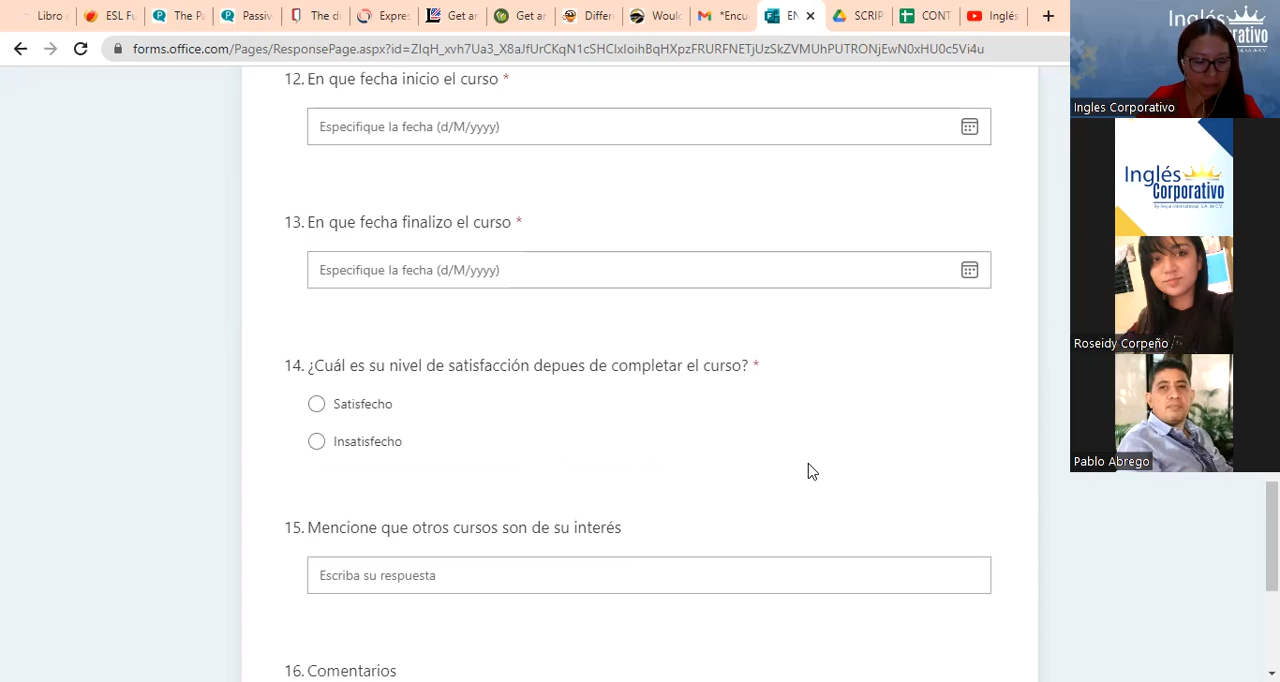 Libro
ESL Fu
The Pa
Passiv
The di
Expre
Get ar
Get ar
Differ
Would
*Encu
EN
SCRIP
CONT
Inglés
forms.office.com/Pages/ResponsePage.aspx?id=ZIqH_xvh7Ua3_X8aJfUrCKqN1cSHClxIoihBqHXpzFRURFNETjUzSkZVMUhPUTRONjEwN0xHU0c5Vi4u
12. En que fecha inicio el curso *
Especifique la fecha (d/M/yyyy)
13. En que fecha finalizo el curso *
Especifique la fecha (d/M/yyyy)
14. ¿Cuál es su nivel de satisfacción depues de completar el curso? *
Satisfecho
Insatisfecho
15. Mencione que otros cursos son de su interés
Escriba su respuesta
16. Comentarios
Ingles Corporativo
Inglés
Corporativo
Roseidy Corpeño
Pablo Abrego